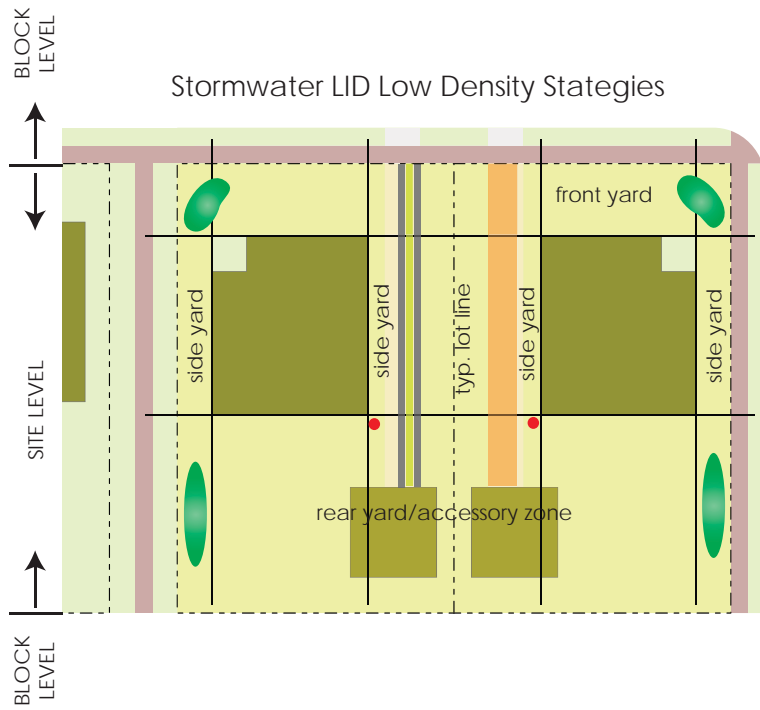 BLOCK
LEVEL
Stormwater LID Low Density Stategies
front yard
side yard
side yard
typ. lot line
side yard
side yard
SITE LEVEL
rear yard/accessory zone
BLOCK
LEVEL